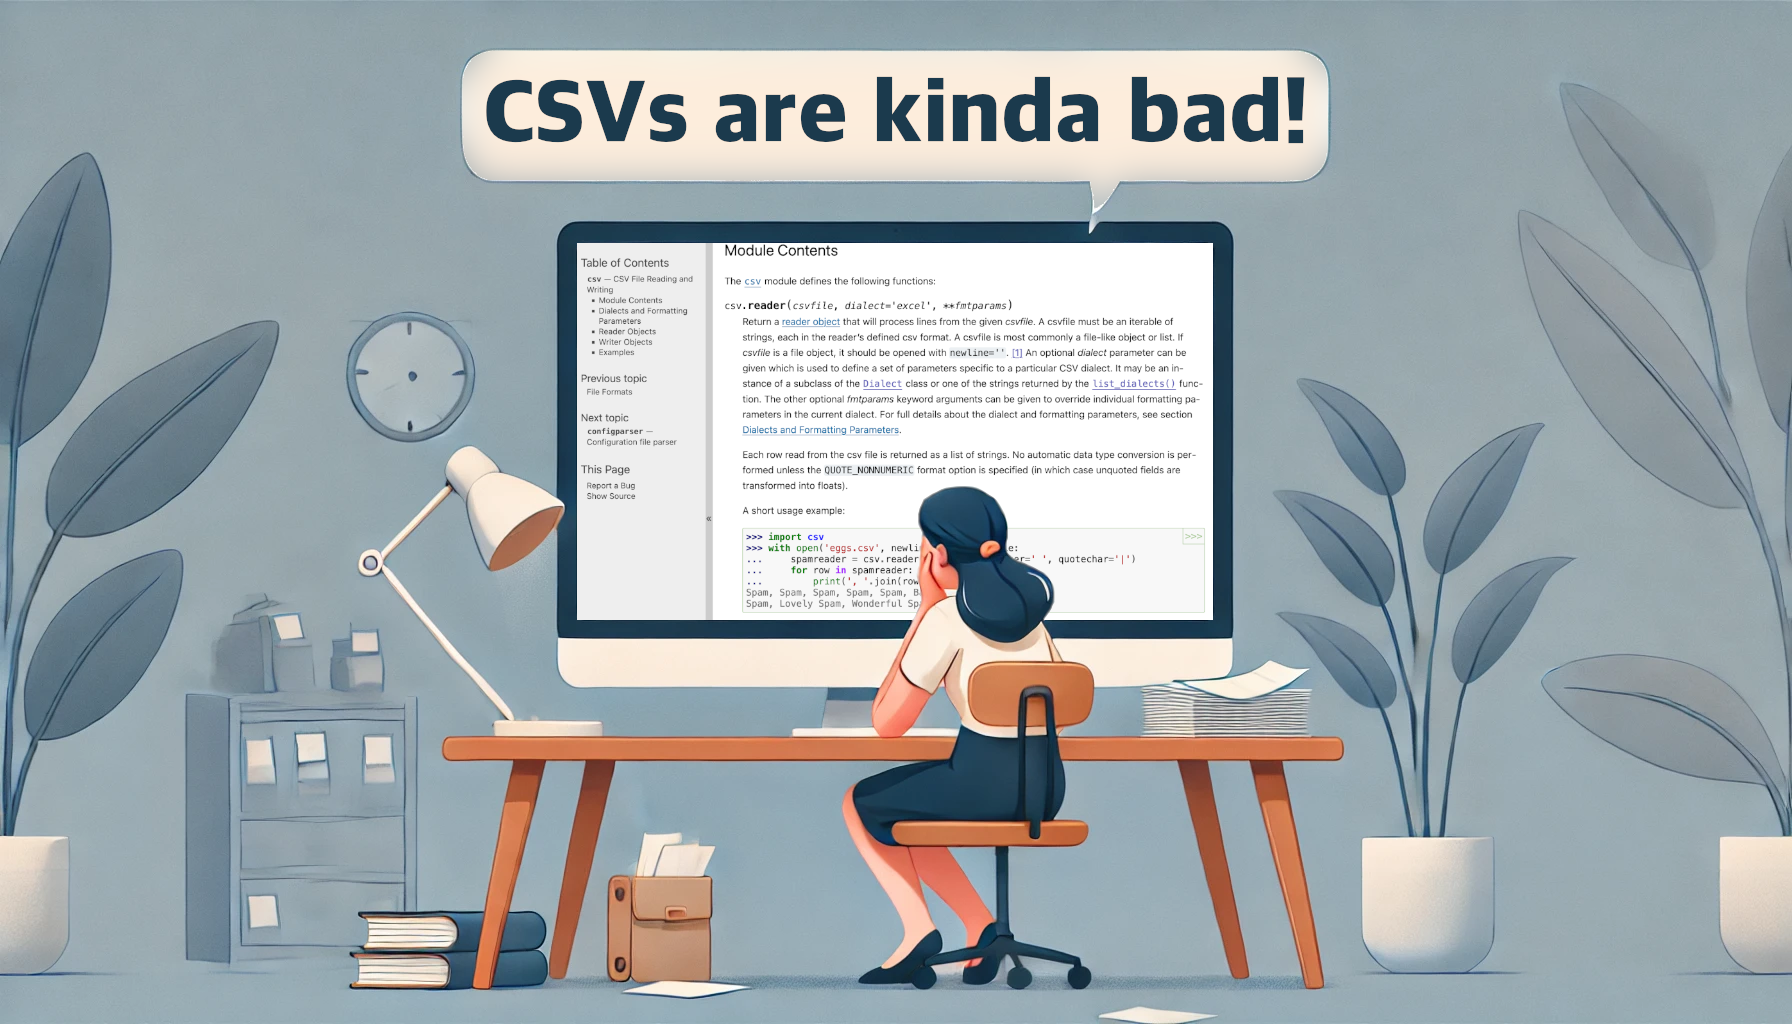 CSVs are kinda bad!
Table of Contents
csv — CSV File Reading and
Writing
▪ Module Contents
▪ Dialects and Formatting
Parameters
▪ Reader Objects
▪ Writer Objects
▪ Examples
Previous topic
File Formats
Next topic
configparser —
Configuration file parser
This Page
Report a Bug
Show Source
«
Module Contents
The csv module defines the following functions:
csv.reader(csvfile, dialect='excel', **fmtparams)
Return a reader object that will process lines from the given csvfile. A csvfile must be an iterable of
strings, each in the reader's defined csv format. A csvfile is most commonly a file-like object or list. If
csvfile is a file object, it should be opened with newline=''. [1] An optional dialect parameter can be
given which is used to define a set of parameters specific to a particular CSV dialect. It may be an in-
stance of a subclass of the Dialect class or one of the strings returned by the list_dialects() func-
tion. The other optional fmtparams keyword arguments can be given to override individual formatting pa-
rameters in the current dialect. For full details about the dialect and formatting parameters, see section
Dialects and Formatting Parameters.
Each row read from the csv file is returned as a list of strings. No automatic data type conversion is per-
formed unless the QUOTE_NONNUMERIC format option is specified (in which case unquoted fields are
transformed into floats).
A short usage example:
>>>
>>> import csv
>>> with open('eggs.csv', newli e:
... spamreader = csv.reader er=' ', quotechar='|')
... for row in spamreader:
... print(', '.join(row
Spam, Spam, Spam, Spam, Spam, B
Spam, Lovely Spam, Wonderful Sp